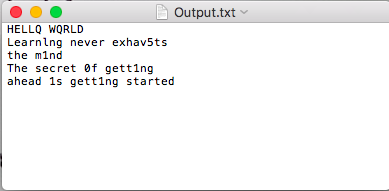 Output.txt
HELLQ WQRLD
Learnlng never exhav5ts
the m1nd
The secret 0f gett1ng
ahead 1s gett1ng started